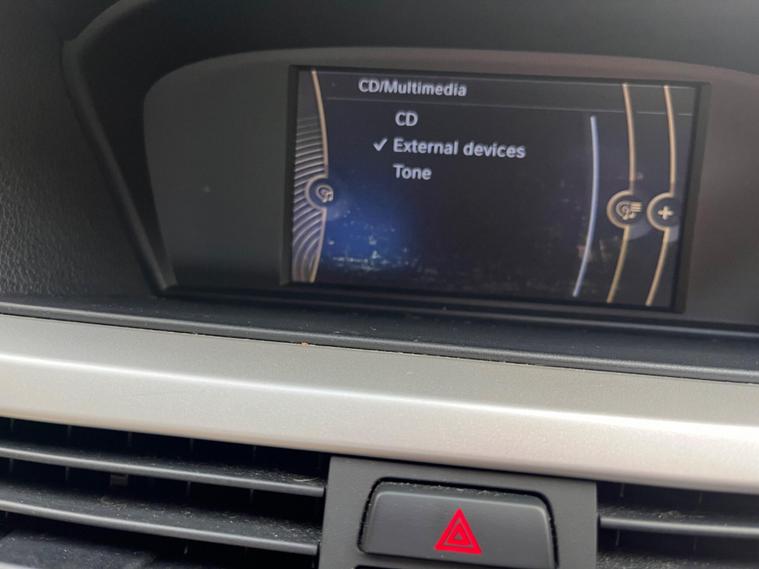 CD/Multimedia
CD
External devices
Tone